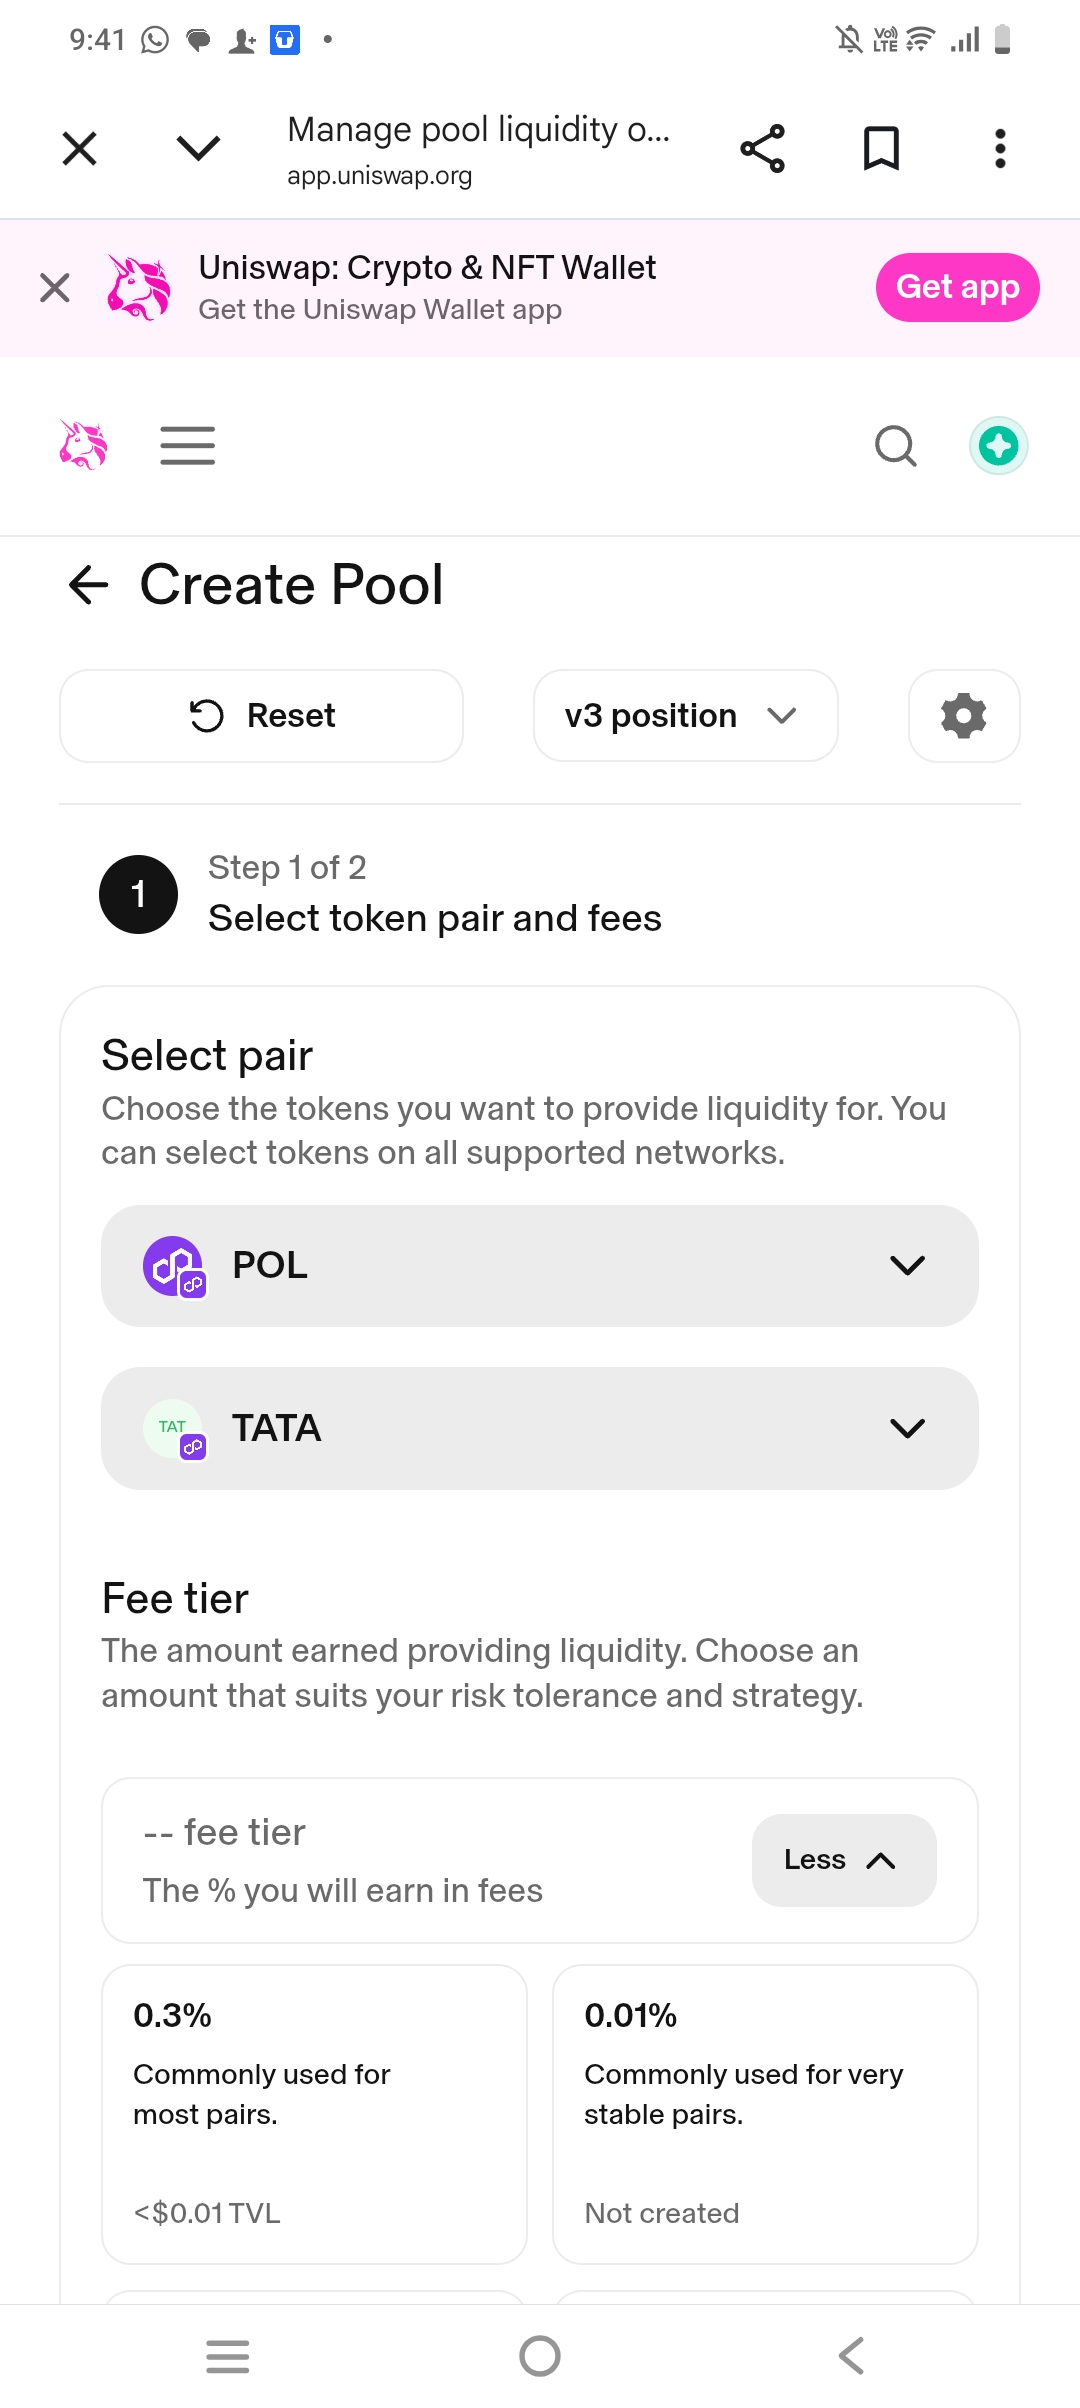 9:41
Vo))
LTE
Manage pool liquidity o...
app.uniswap.org
Uniswap: Crypto & NFT Wallet
Get the Uniswap Wallet app
Get app
Create Pool
Reset
v3 position
1
Step 1 of 2
Select token pair and fees
Select pair
Choose the tokens you want to provide liquidity for. You
can select tokens on all supported networks.
POL
TAT
TATA
Fee tier
The amount earned providing liquidity. Choose an
amount that suits your risk tolerance and strategy.
-- fee tier
The % you will earn in fees
Less
0.3%
Commonly used for
most pairs.
<$0.01 TVL
0.01%
Commonly used for very
stable pairs.
Not created